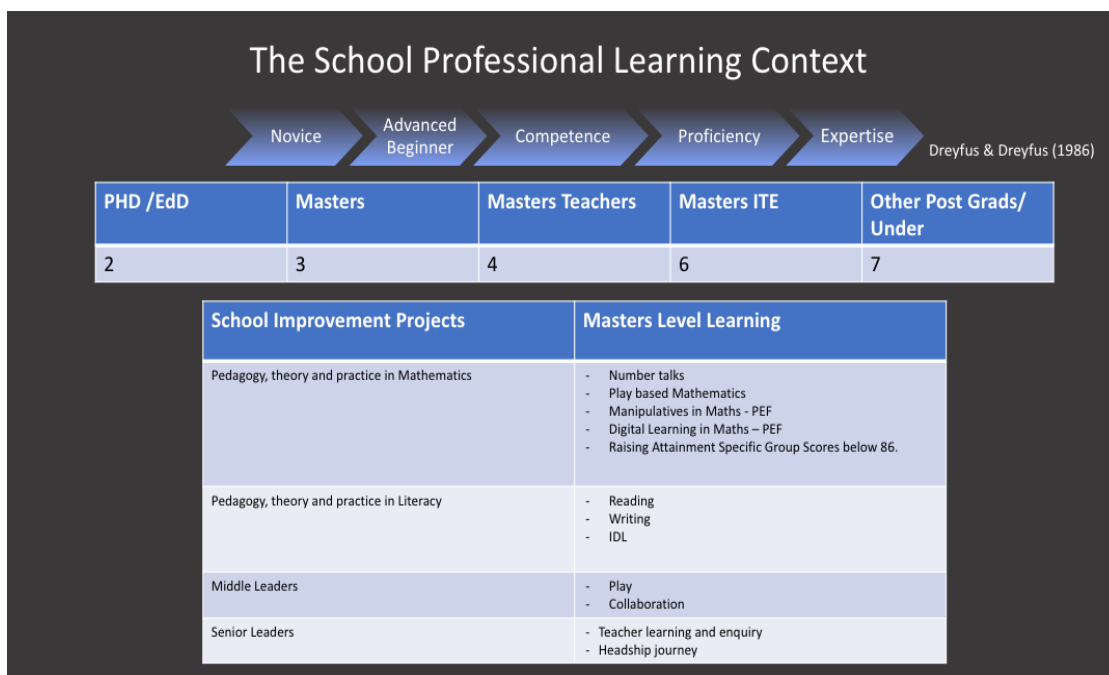 The School Professional Learning Context
Novice
Advanced
Beginner
Competence
Proficiency
Expertise
Dreyfus & Dreyfus (1986)
PHD /EdD
Masters
Masters Teachers
Masters ITE
Other Post Grads/
Under
2
3
4
6
7
School Improvement Projects
Masters Level Learning
Pedagogy, theory and practice in Mathematics
- Number talks
- Play based Mathematics
- Manipulatives in Maths - PEF
- Digital Learning in Maths – PEF
- Raising Attainment Specific Group Scores below 86.
Pedagogy, theory and practice in Literacy
- Reading
- Writing
- IDL
Middle Leaders
- Play
- Collaboration
Senior Leaders
- Teacher learning and enquiry
- Headship journey